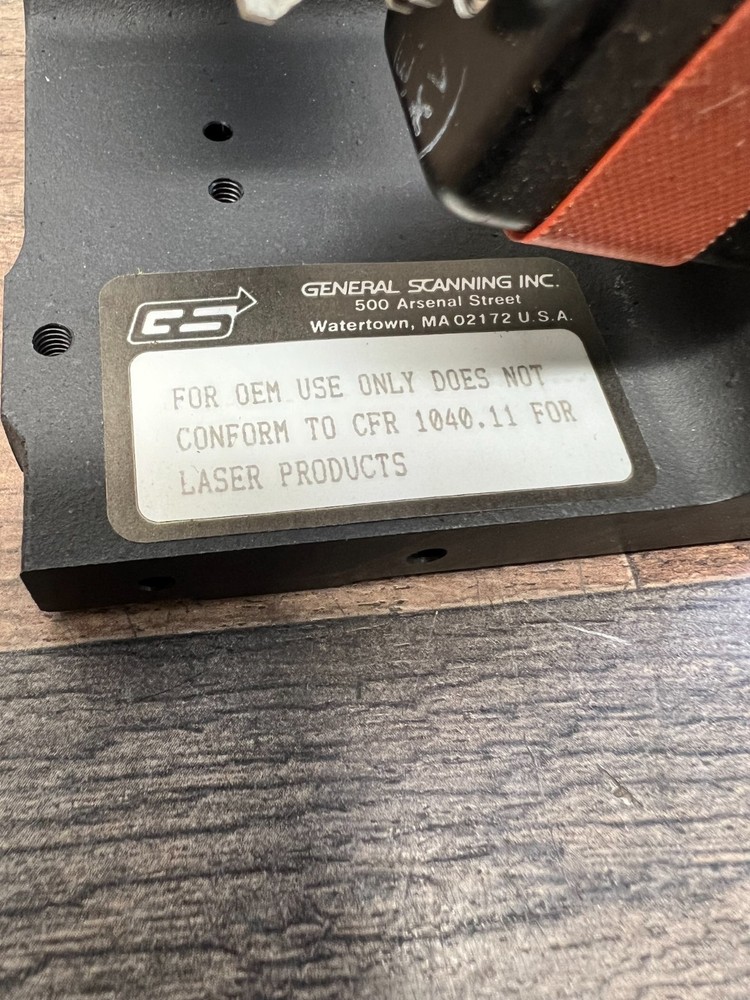 GS
GENERAL SCANNING INC.
500 Arsenal Street
Watertown, MA 02172 U.S.A.
FOR OEM USE ONLY DOES NOT
CONFORM TO CFR 1040.11 FOR
LASER PRODUCTS